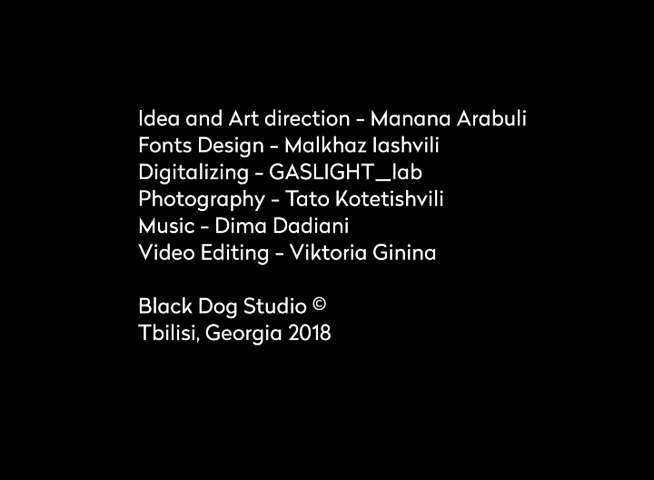 Idea and Art direction - Manana Arabuli
Fonts Design - Malkhaz Iashvili
Digitalizing - GASLIGHT_lab
Photography - Tato Kotetishvili
Music - Dima Dadiani
Video Editing - Viktoria Ginina
Black Dog Studio ©
Tbilisi, Georgia 2018